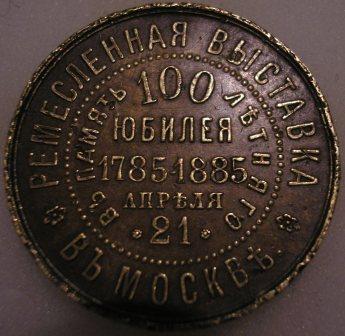 РЕМЕСЛЕННАЯ ВЫСТАВКА
ВЪ МОСКВѢ
ВЪ ПАМЯТЬ 100 ЛѢТНЯГО
ЮБИЛЕЯ
1785-1885
АПРѢЛЯ
21